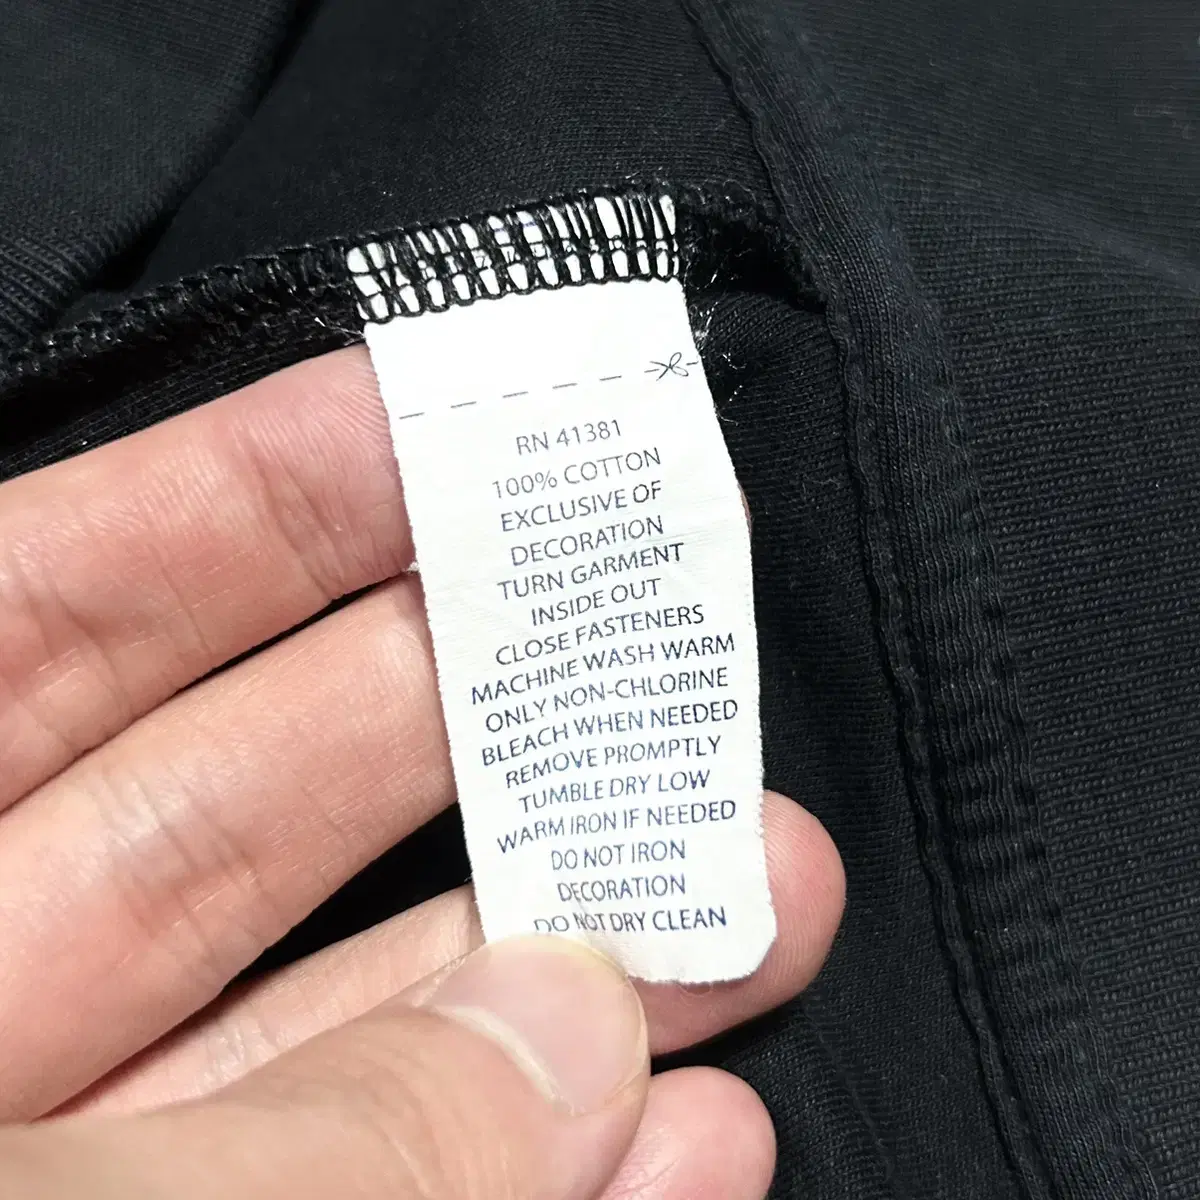 RN 41381
100% COTTON
EXCLUSIVE OF
DECORATION
TURN GARMENT
INSIDE OUT
CLOSE FASTENERS
MACHINE WASH WARM
ONLY NON-CHLORINE
BLEACH WHEN NEEDED
REMOVE PROMPTLY
TUMBLE DRY LOW
WARM IRON IF NEEDED
DO NOT IRON
DECORATION
DO NOT DRY CLEAN